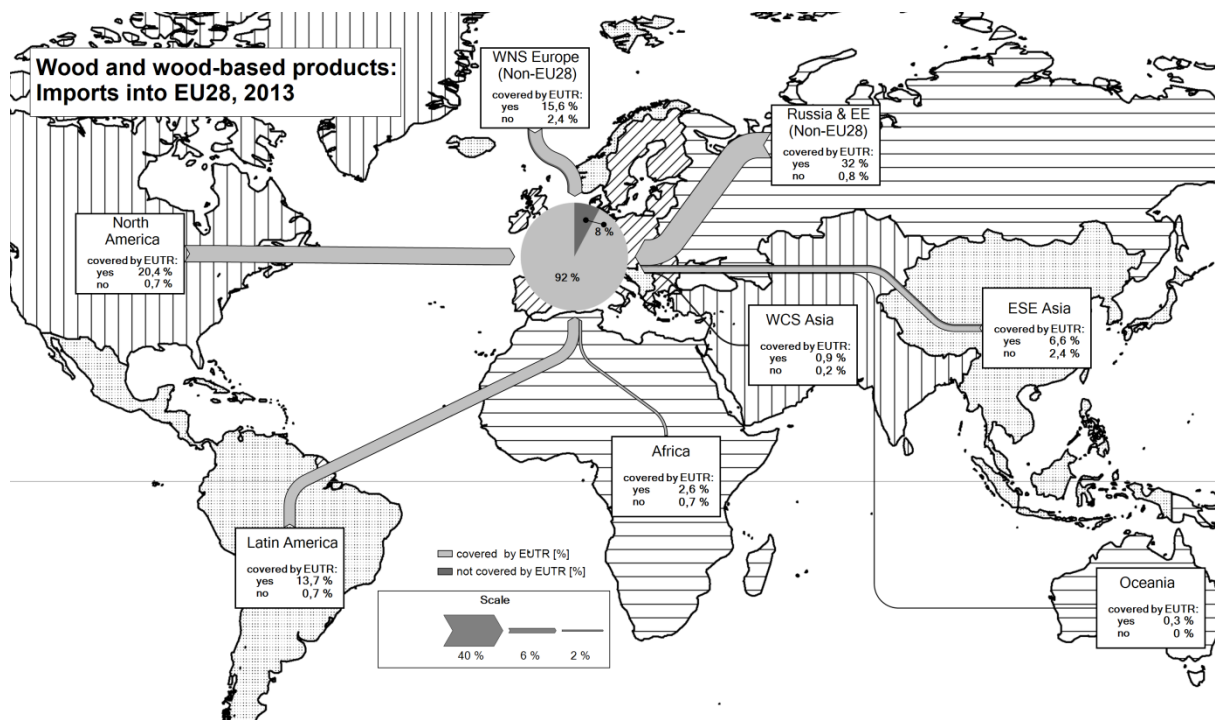 Wood and wood-based products:
Imports into EU28, 2013
WNS Europe
(Non-EU28)
covered by EUTR:
yes 15,6 %
no 2,4 %
Russia & EE
(Non-EU28)
covered by EUTR:
yes 32 %
no 0,8 %
North
America
covered by EUTR:
yes 20,4 %
no 0,7 %
8 %
92 %
WCS Asia
covered by EUTR:
yes 0,9 %
no 0,2 %
ESE Asia
covered by EUTR:
yes 6,6 %
no 2,4 %
Africa
covered by EUTR:
yes 2,6 %
no 0,7 %
Latin America
covered by EUTR:
yes 13,7 %
no 0,7 %
covered by EUTR [%]
not covered by EUTR [%]
Scale
40 % 6 % 2 %
Oceania
covered by EUTR:
yes 0,3 %
no 0 %